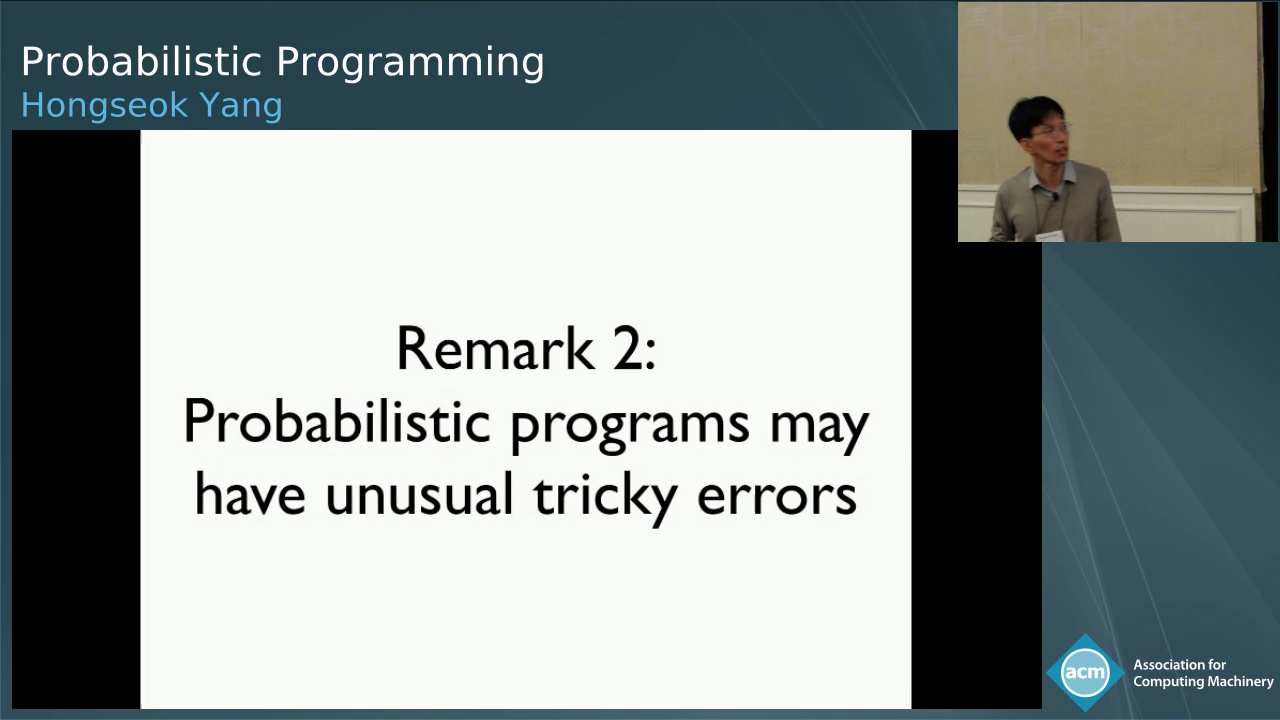 Probabilistic Programming
Hongseok Yang
Remark 2:
Probabilistic programs may
have unusual tricky errors
acm
Association for
Computing Machinery